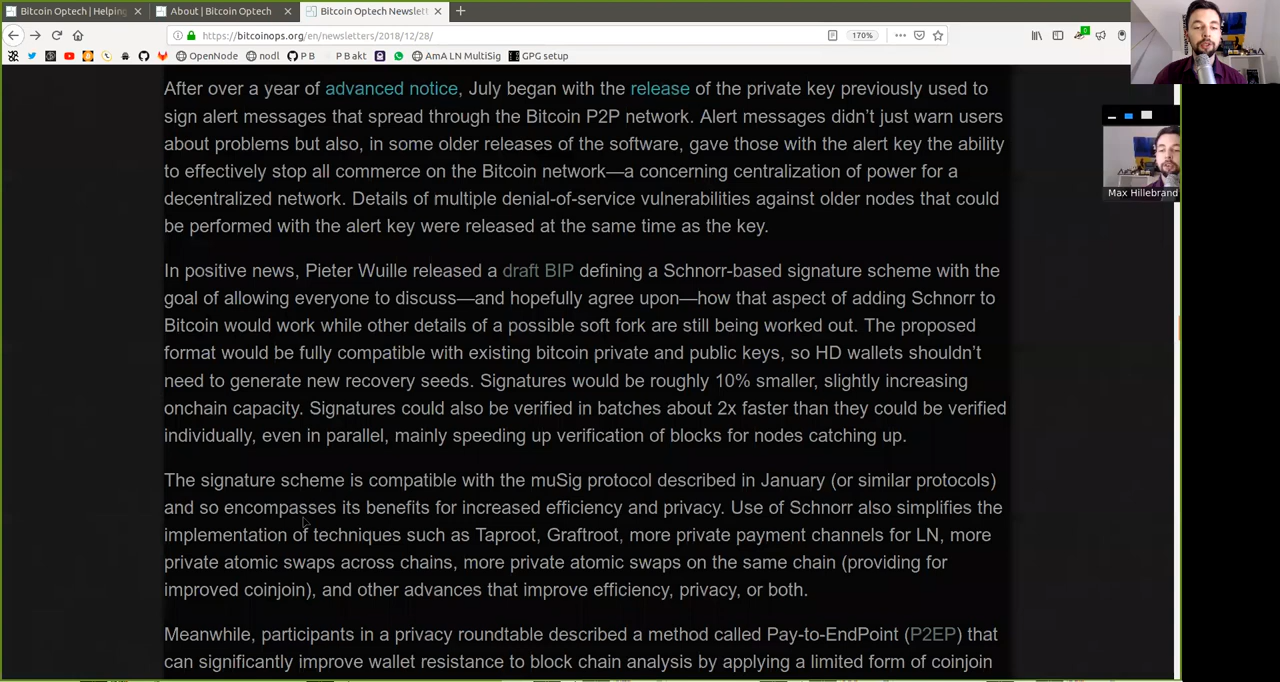 Bitcoin Optech | Helping
About | Bitcoin Optech
Bitcoin Optech Newslett
https://bitcoinops.org/en/newsletters/2018/12/28/
170%
0
OpenNode
nodl
P B
P B akt
AmA LN MultiSig
GPG setup
After over a year of advanced notice, July began with the release of the private key previously used to
sign alert messages that spread through the Bitcoin P2P network. Alert messages didn’t just warn users
about problems but also, in some older releases of the software, gave those with the alert key the ability
to effectively stop all commerce on the Bitcoin network—a concerning centralization of power for a
decentralized network. Details of multiple denial-of-service vulnerabilities against older nodes that could
be performed with the alert key were released at the same time as the key.
In positive news, Pieter Wuille released a draft BIP defining a Schnorr-based signature scheme with the
goal of allowing everyone to discuss—and hopefully agree upon—how that aspect of adding Schnorr to
Bitcoin would work while other details of a possible soft fork are still being worked out. The proposed
format would be fully compatible with existing bitcoin private and public keys, so HD wallets shouldn’t
need to generate new recovery seeds. Signatures would be roughly 10% smaller, slightly increasing
onchain capacity. Signatures could also be verified in batches about 2x faster than they could be verified
individually, even in parallel, mainly speeding up verification of blocks for nodes catching up.
The signature scheme is compatible with the muSig protocol described in January (or similar protocols)
and so encompasses its benefits for increased efficiency and privacy. Use of Schnorr also simplifies the
implementation of techniques such as Taproot, Graftroot, more private payment channels for LN, more
private atomic swaps across chains, more private atomic swaps on the same chain (providing for
improved coinjoin), and other advances that improve efficiency, privacy, or both.
Meanwhile, participants in a privacy roundtable described a method called Pay-to-EndPoint (P2EP) that
can significantly improve wallet resistance to block chain analysis by applying a limited form of coinjoin
Max Hillebrand